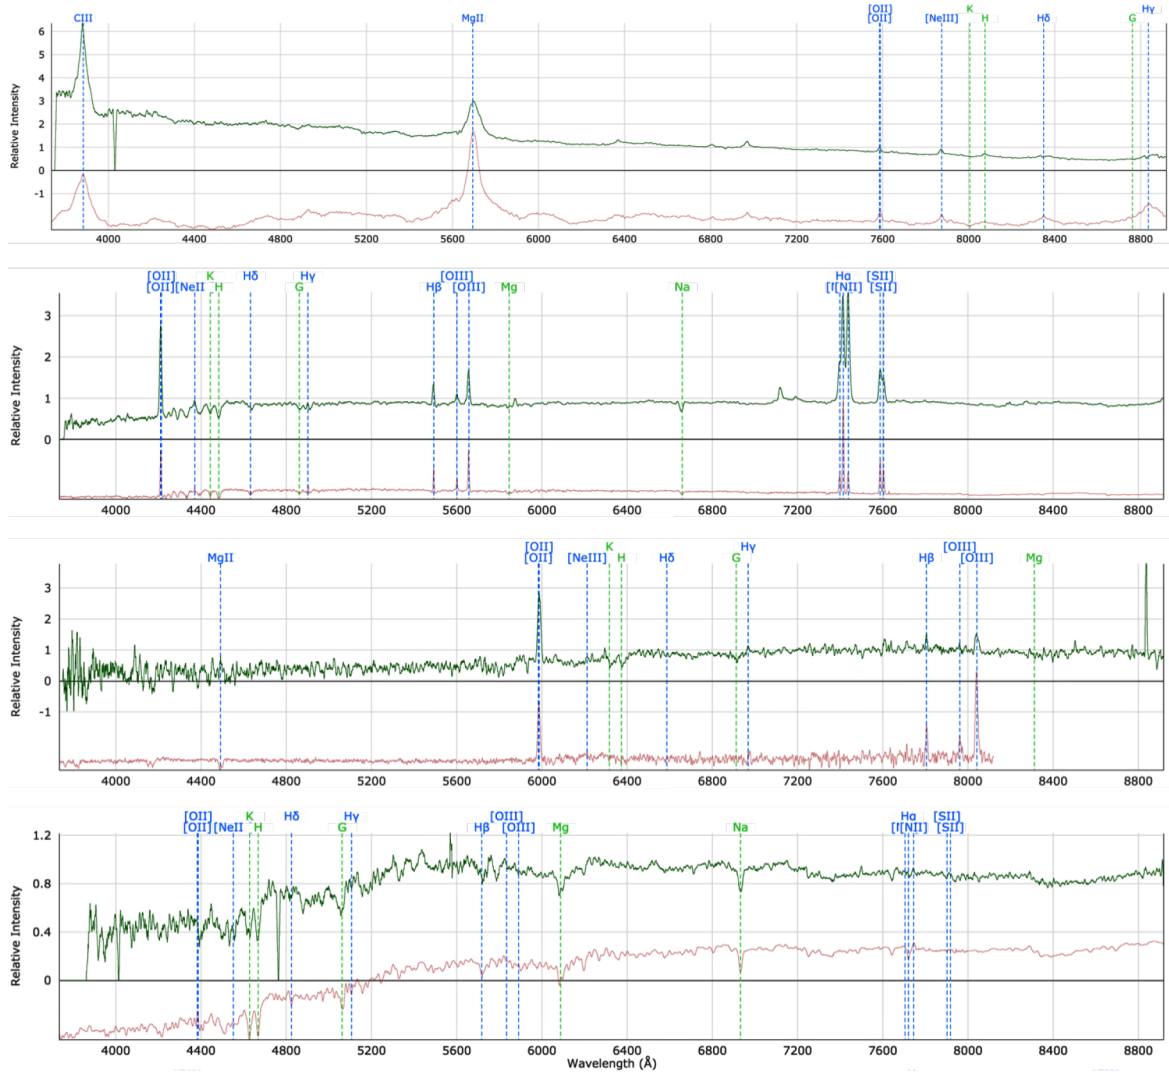 [OII] K Hγ
CIII MgII [OII] [NeIII] H Hδ G
6
5
4
3
2
1
0
-1
Relative Intensity
4000 4400 4800 5200 5600 6000 6400 6800 7200 7600 8000 8400 8800
[OII] K Hδ Hγ [OIII] Hα [SII]
[OII] [NeII H G Hβ [OIII] Mg Na [f[NII] [SII]
3
2
1
0
Relative Intensity
4000 4400 4800 5200 5600 6000 6400 6800 7200 7600 8000 8400 8800
[OII] K Hγ [OIII]
MgII [OII] [NeIII] H Hδ G Hβ [OIII] Mg
3
2
1
0
-1
Relative Intensity
4000 4400 4800 5200 5600 6000 6400 6800 7200 7600 8000 8400 8800
[OII] K Hδ Hγ [OIII] Hα [SII]
[OII] [NeII H G Hβ [OIII] Mg Na [f[NII] [SII]
1.2
0.8
0.4
0
Relative Intensity
4000 4400 4800 5200 5600 6000 6400 6800 7200 7600 8000 8400 8800
Wavelength (Å)